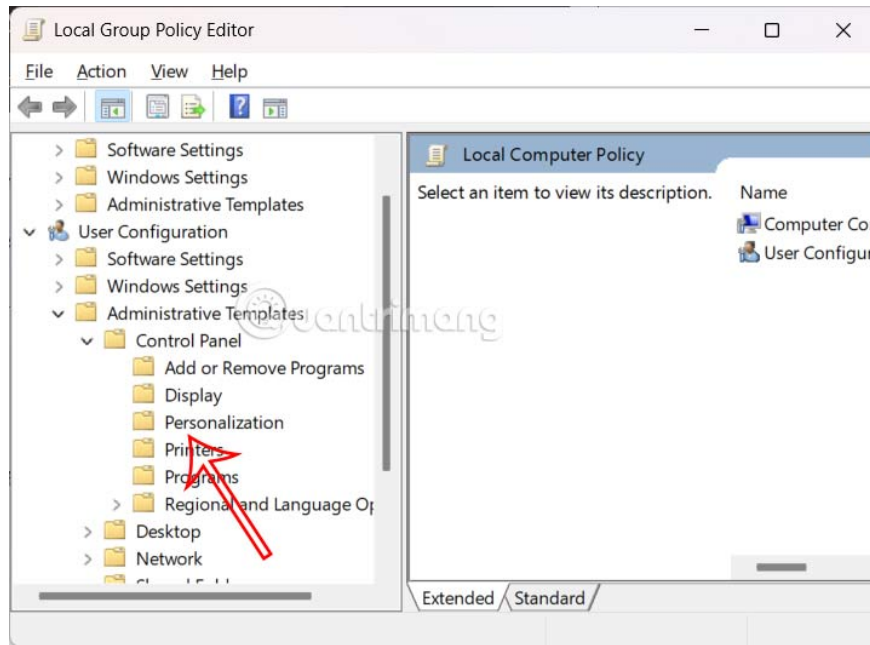 Local Group Policy Editor
File Action View Help
Software Settings
Windows Settings
Administrative Templates
User Configuration
Software Settings
Windows Settings
Administrative Templates
Control Panel
Add or Remove Programs
Display
Personalization
Printers
Programs
Regional and Language Op
Desktop
Network
Local Computer Policy
Select an item to view its description.
Name
Computer Co
User Configur
Extended Standard
uantrimang